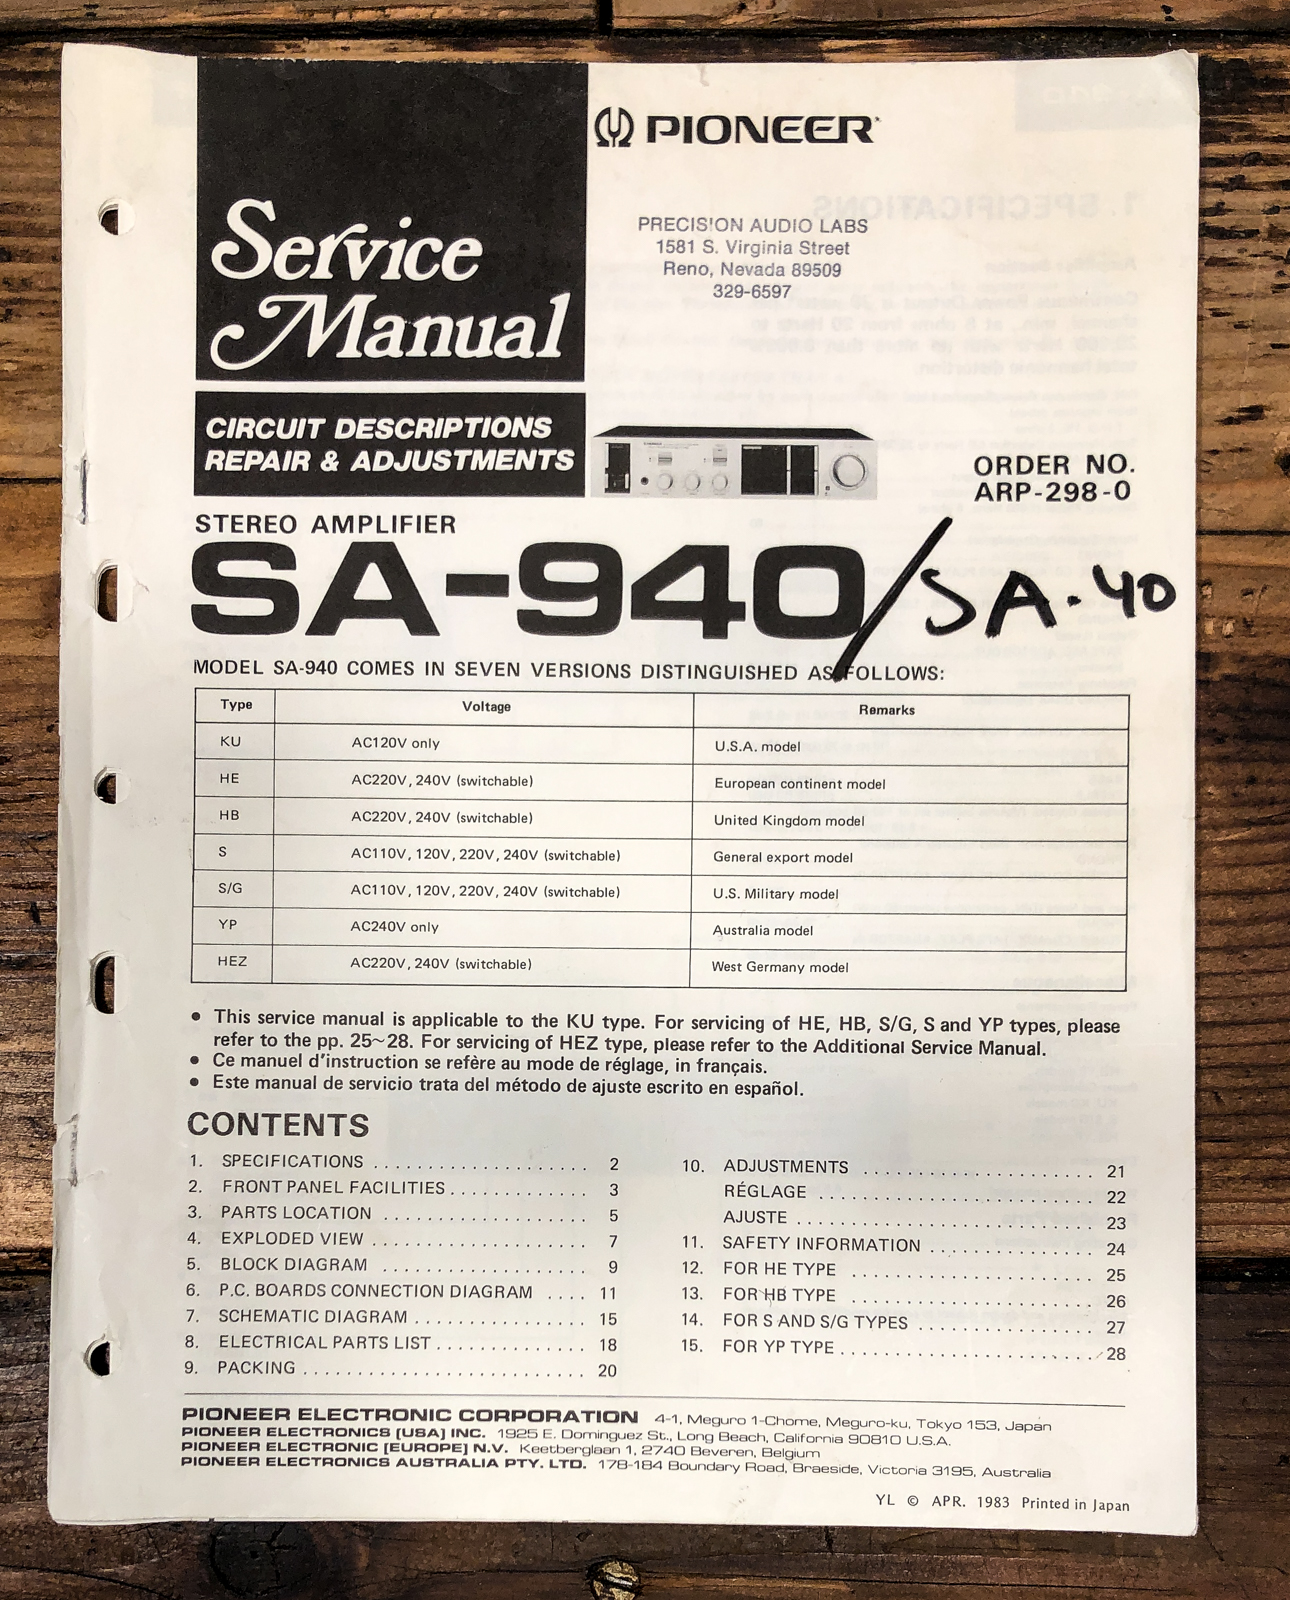 Service
Manual
PIONEER
PRECISION AUDIO LABS
1581 S. Virginia Street
Reno, Nevada 89509
329-6597
CIRCUIT DESCRIPTIONS
REPAIR & ADJUSTMENTS
ORDER NO.
ARP-298-0
STEREO AMPLIFIER
SA-940/SA-40
MODEL SA-940 COMES IN SEVEN VERSIONS DISTINGUISHED AS FOLLOWS:
Type Voltage Remarks
KU AC120V only U.S.A. model
HE AC220V, 240V (switchable) European continent model
HB AC220V, 240V (switchable) United Kingdom model
S AC110V, 120V, 220V, 240V (switchable) General export model
S/G AC110V, 120V, 220V, 240V (switchable) U.S. Military model
YP AC240V only Australia model
HEZ AC220V, 240V (switchable) West Germany model
• This service manual is applicable to the KU type. For servicing of HE, HB, S/G, S and YP types, please
refer to the pp. 25~28. For servicing of HEZ type, please refer to the Additional Service Manual.
• Ce manuel d'instruction se refère au mode de réglage, in français.
• Este manual de servicio trata del método de ajuste escrito en español.
CONTENTS
1. SPECIFICATIONS ..................... 2
2. FRONT PANEL FACILITIES ............. 3
3. PARTS LOCATION .................... 5
4. EXPLODED VIEW ..................... 7
5. BLOCK DIAGRAM .................... 9
6. P.C. BOARDS CONNECTION DIAGRAM .... 11
7. SCHEMATIC DIAGRAM ................. 15
8. ELECTRICAL PARTS LIST ............... 18
9. PACKING ........................... 20
10. ADJUSTMENTS ...................... 21
RÉGLAGE .......................... 22
AJUSTE ............................ 23
11. SAFETY INFORMATION ............... 24
12. FOR HE TYPE ....................... 25
13. FOR HB TYPE ....................... 26
14. FOR S AND S/G TYPES ................ 27
15. FOR YP TYPE ........................ 28
PIONEER ELECTRONIC CORPORATION 4-1, Meguro 1-Chome, Meguro-ku, Tokyo 153, Japan
PIONEER ELECTRONICS [USA] INC. 1925 E. Dominguez St., Long Beach, California 90810 U.S.A.
PIONEER ELECTRONIC [EUROPE] N.V. Keetberglaan 1, 2740 Beveren, Belgium
PIONEER ELECTRONICS AUSTRALIA PTY. LTD. 178-184 Boundary Road, Braeside, Victoria 3195, Australia
YL © APR. 1983 Printed in Japan